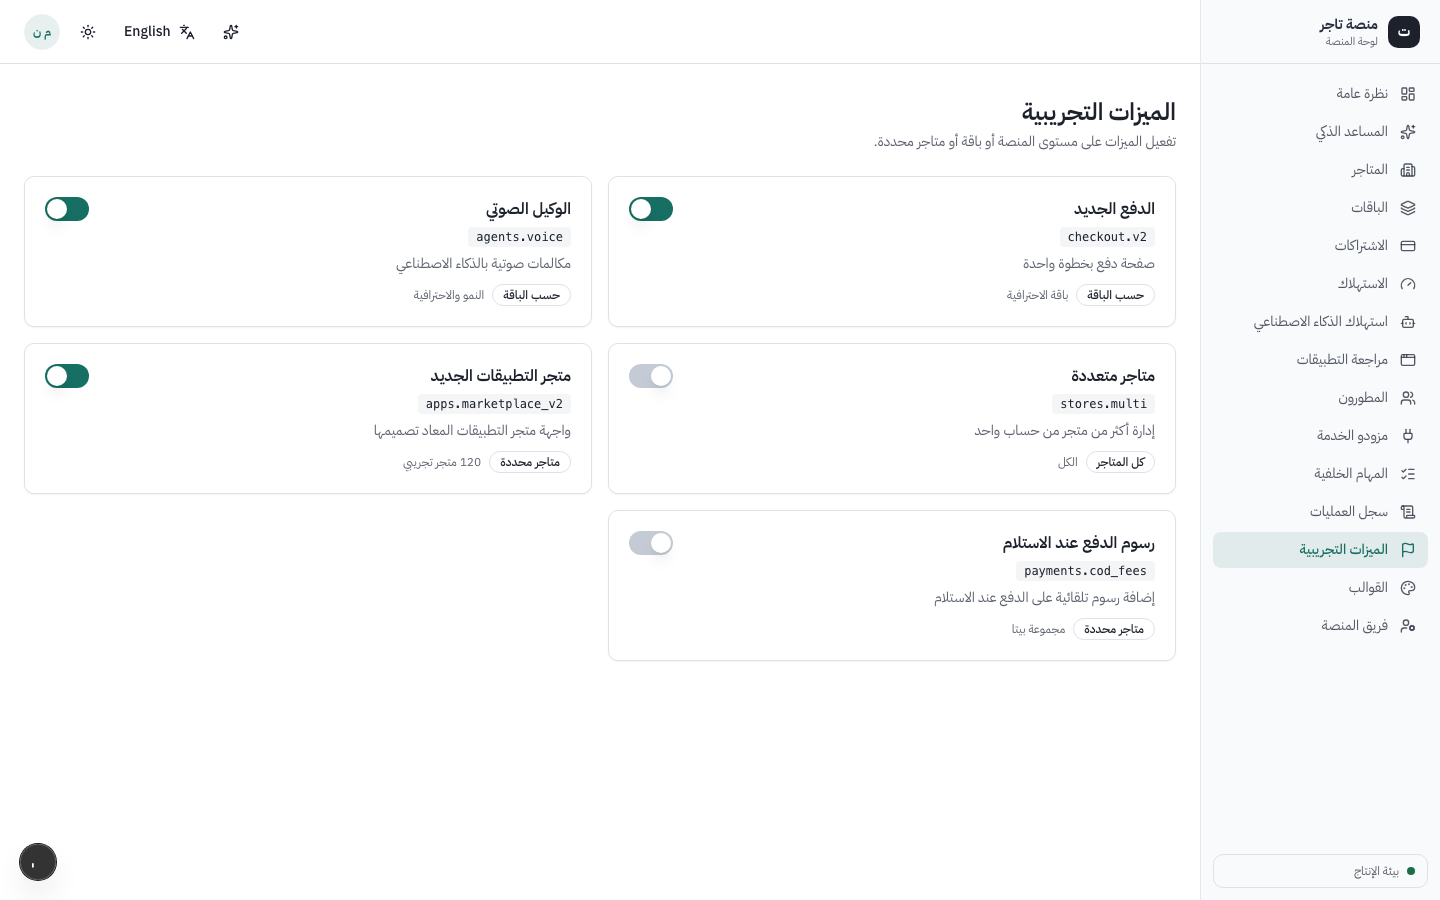 ت
منصة تاجر
لوحة المنصة
نظرة عامة
المساعد الذكي
المتاجر
الباقات
الاشتراكات
الاستهلاك
استهلاك الذكاء الاصطناعي
مراجعة التطبيقات
المطورون
مزودو الخدمة
المهام الخلفية
سجل العمليات
الميزات التجريبية
القوالب
فريق المنصة
بيئة الإنتاج
English
م ن
الميزات التجريبية
تفعيل الميزات على مستوى المنصة أو باقة أو متاجر محددة.
الدفع الجديد
checkout.v2
صفحة دفع بخطوة واحدة
حسب الباقة باقة الاحترافية
الوكيل الصوتي
agents.voice
مكالمات صوتية بالذكاء الاصطناعي
حسب الباقة النمو والاحترافية
متاجر متعددة
stores.multi
إدارة أكثر من متجر من حساب واحد
كل المتاجر الكل
متجر التطبيقات الجديد
apps.marketplace_v2
واجهة متجر التطبيقات المعاد تصميمها
متاجر محددة 120 متجر تجريبي
رسوم الدفع عند الاستلام
payments.cod_fees
إضافة رسوم تلقائية على الدفع عند الاستلام
متاجر محددة مجموعة بيتا